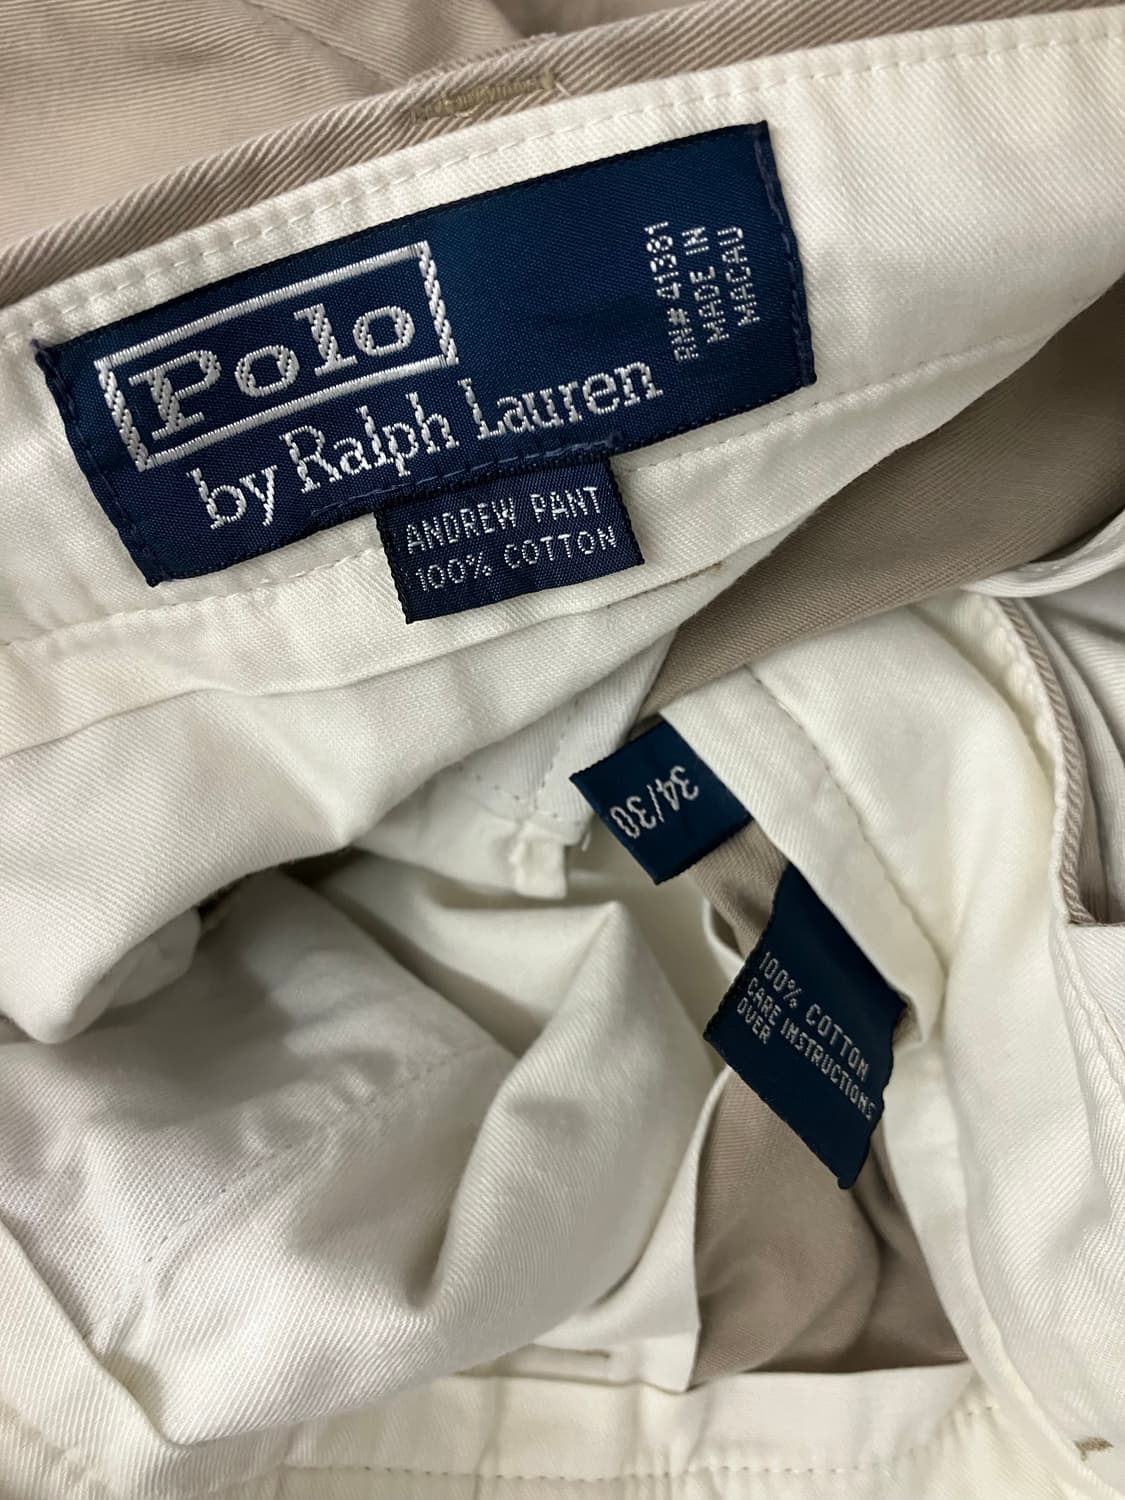 Polo
by Ralph Lauren
RN# 41381
MADE IN
MACAU
ANDREW PANT
100% COTTON
34/30
100% COTTON
CARE INSTRUCTIONS
OVER